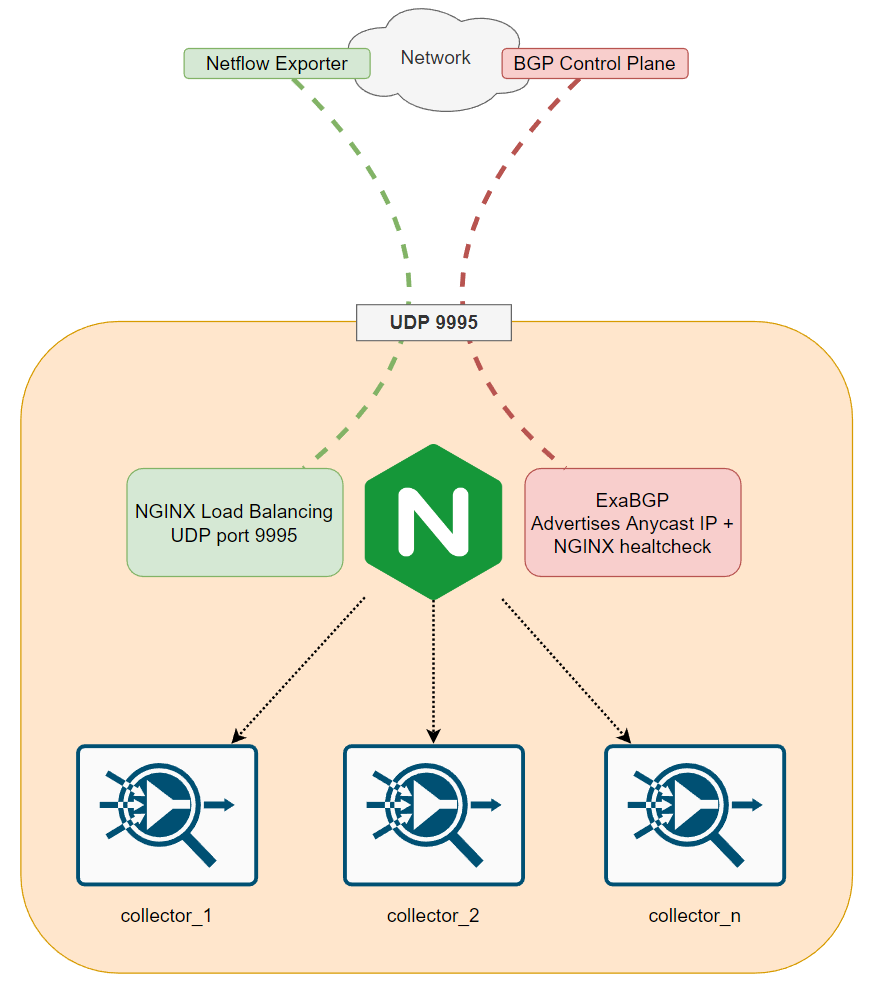 Netflow Exporter
Network
BGP Control Plane
UDP 9995
NGINX Load Balancing
UDP port 9995
N
ExaBGP
Advertises Anycast IP +
NGINX healtcheck
collector_1
collector_2
collector_n